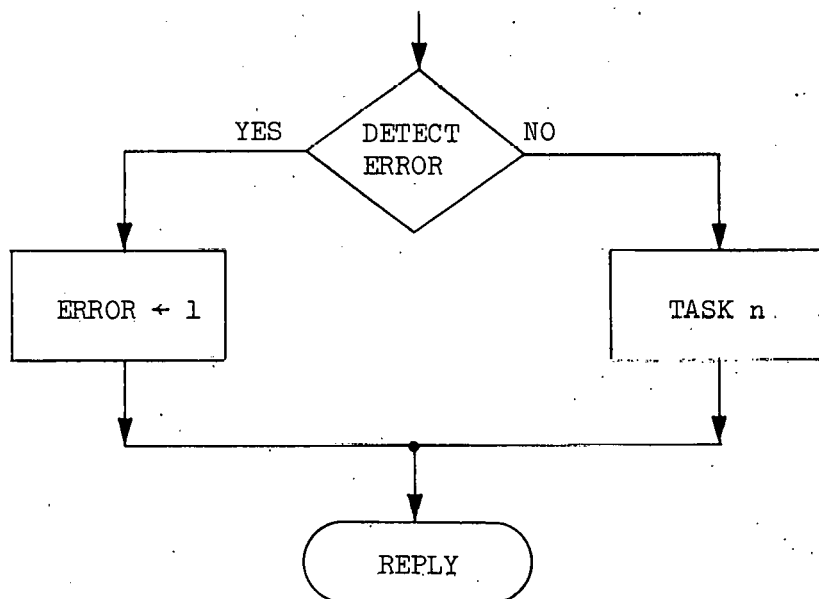 YES
DETECT
ERROR
NO
ERROR ← 1
TASK n
REPLY